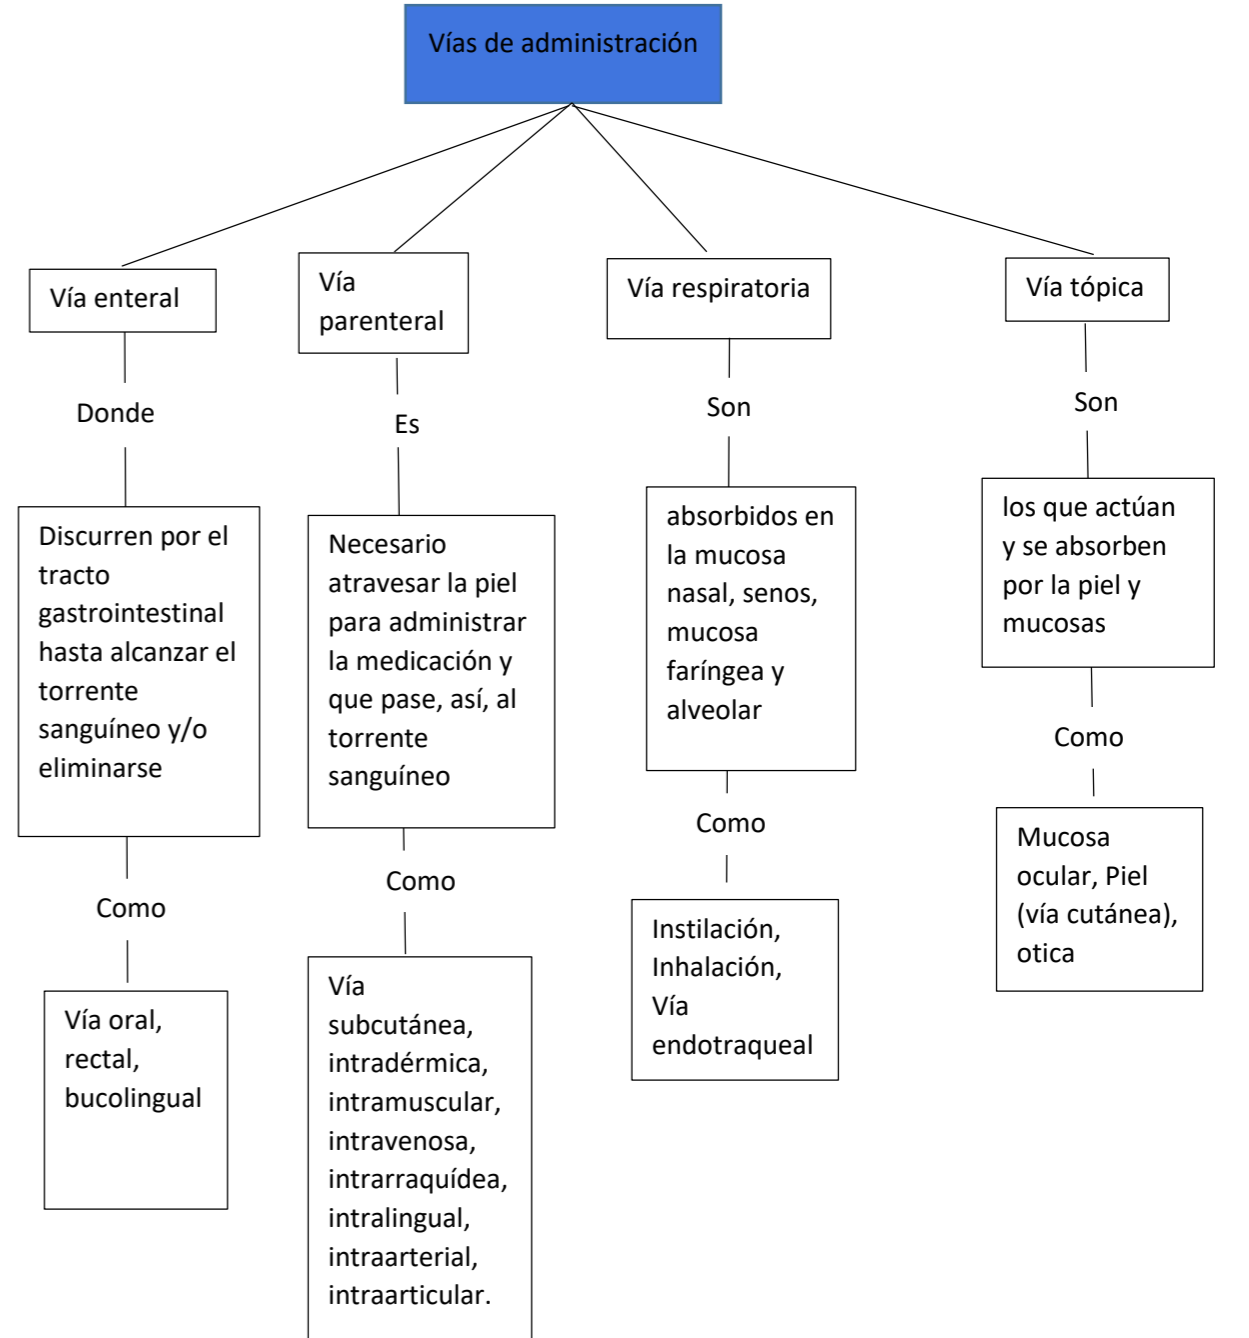 Vías de administración
Vía enteral
Donde
Discurren por el
tracto
gastrointestinal
hasta alcanzar el
torrente
sanguíneo y/o
eliminarse
Como
Vía oral,
rectal,
bucolingual
Vía
parenteral
Es
Necesario
atravesar la piel
para administrar
la medicación y
que pase, así, al
torrente
sanguíneo
Como
Vía
subcutánea,
intradérmica,
intramuscular,
intravenosa,
intrarraquídea,
intralingual,
intraarterial,
intraarticular.
Vía respiratoria
Son
absorbidos en
la mucosa
nasal, senos,
mucosa
faríngea y
alveolar
Como
Instilación,
Inhalación,
Vía
endotraqueal
Vía tópica
Son
los que actúan
y se absorben
por la piel y
mucosas
Como
Mucosa
ocular, Piel
(vía cutánea),
otica